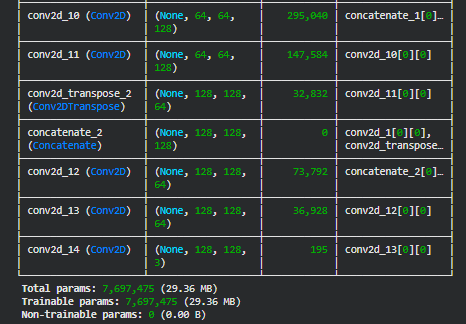 conv2d_10 (Conv2D) (None, 64, 64, 295,040 concatenate_1[0]…
128)
conv2d_11 (Conv2D) (None, 64, 64, 147,584 conv2d_10[0][0]
128)
conv2d_transpose_2 (None, 128, 128, 32,832 conv2d_11[0][0]
(Conv2DTranspose) 64)
concatenate_2 (None, 128, 128, 0 conv2d_1[0][0],
(Concatenate) 128) conv2d_transpose…
conv2d_12 (Conv2D) (None, 128, 128, 73,792 concatenate_2[0]…
64)
conv2d_13 (Conv2D) (None, 128, 128, 36,928 conv2d_12[0][0]
64)
conv2d_14 (Conv2D) (None, 128, 128, 195 conv2d_13[0][0]
3)
Total params: 7,697,475 (29.36 MB)
Trainable params: 7,697,475 (29.36 MB)
Non-trainable params: 0 (0.00 B)